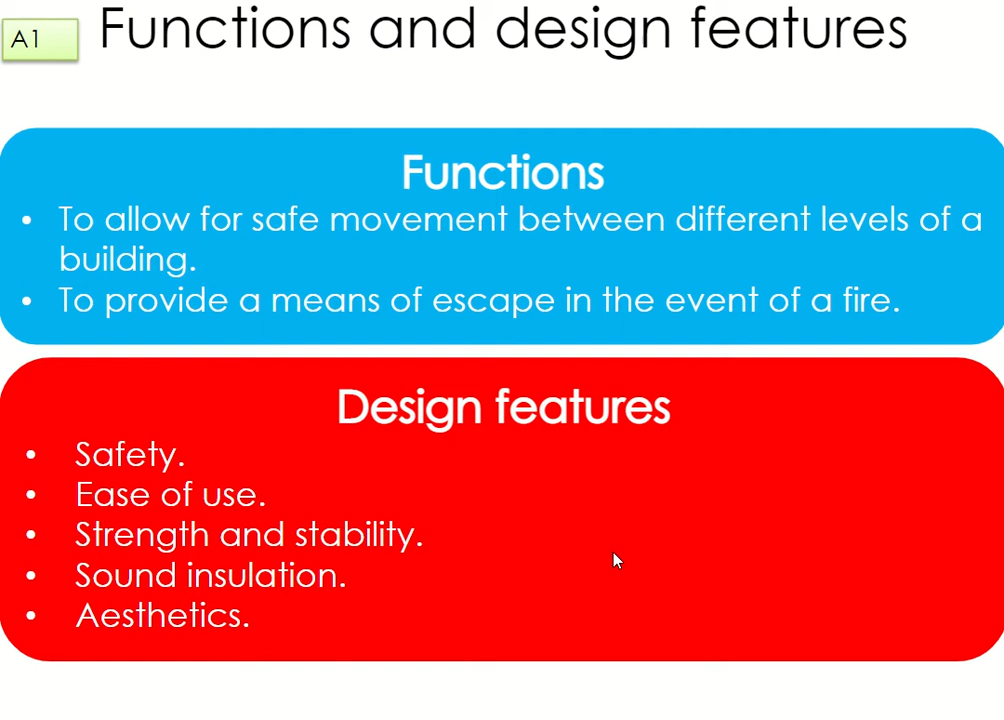 A1
Functions and design features
Functions
• To allow for safe movement between different levels of a
building.
• To provide a means of escape in the event of a fire.
Design features
• Safety.
• Ease of use.
• Strength and stability.
• Sound insulation.
• Aesthetics.